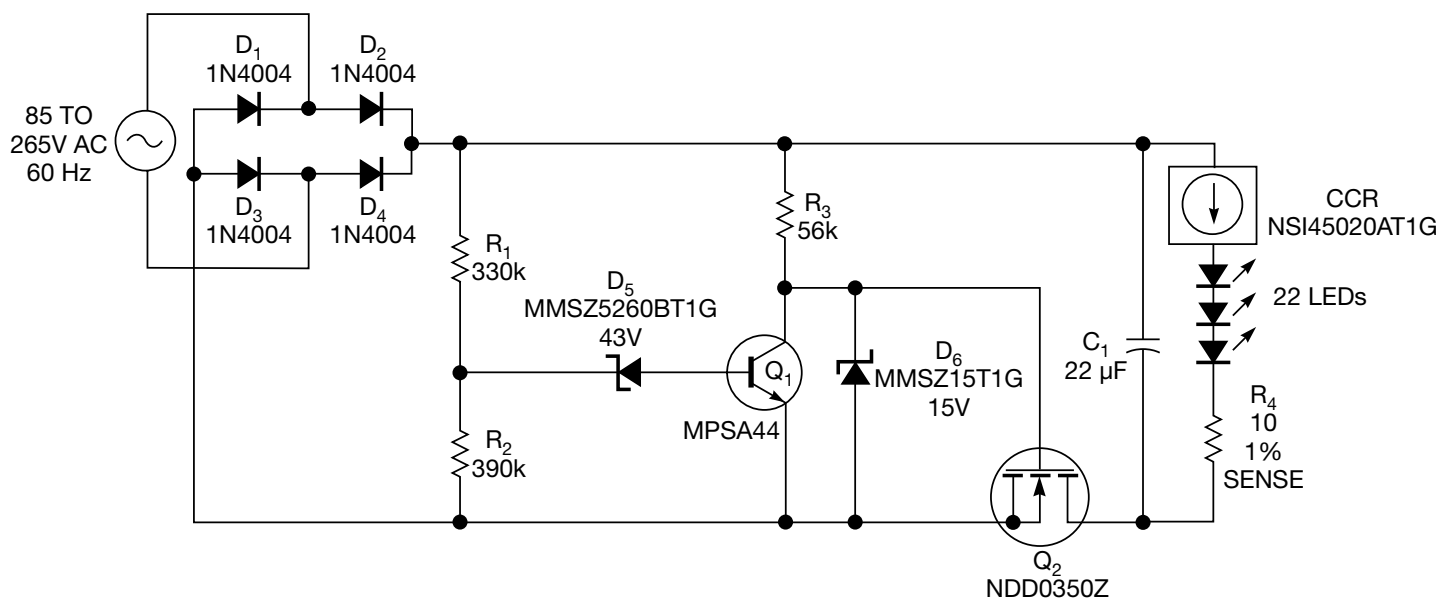 D1
1N4004
D2
1N4004
85 TO
265V AC
60 Hz
D3
1N4004
D4
1N4004
R1
330k
R2
390k
D5
MMSZ5260BT1G
43V
Q1
MPSA44
R3
56k
D6
MMSZ15T1G
15V
Q2
NDD0350Z
C1
22 µF
CCR
NSI45020AT1G
22 LEDs
R4
10
1%
SENSE